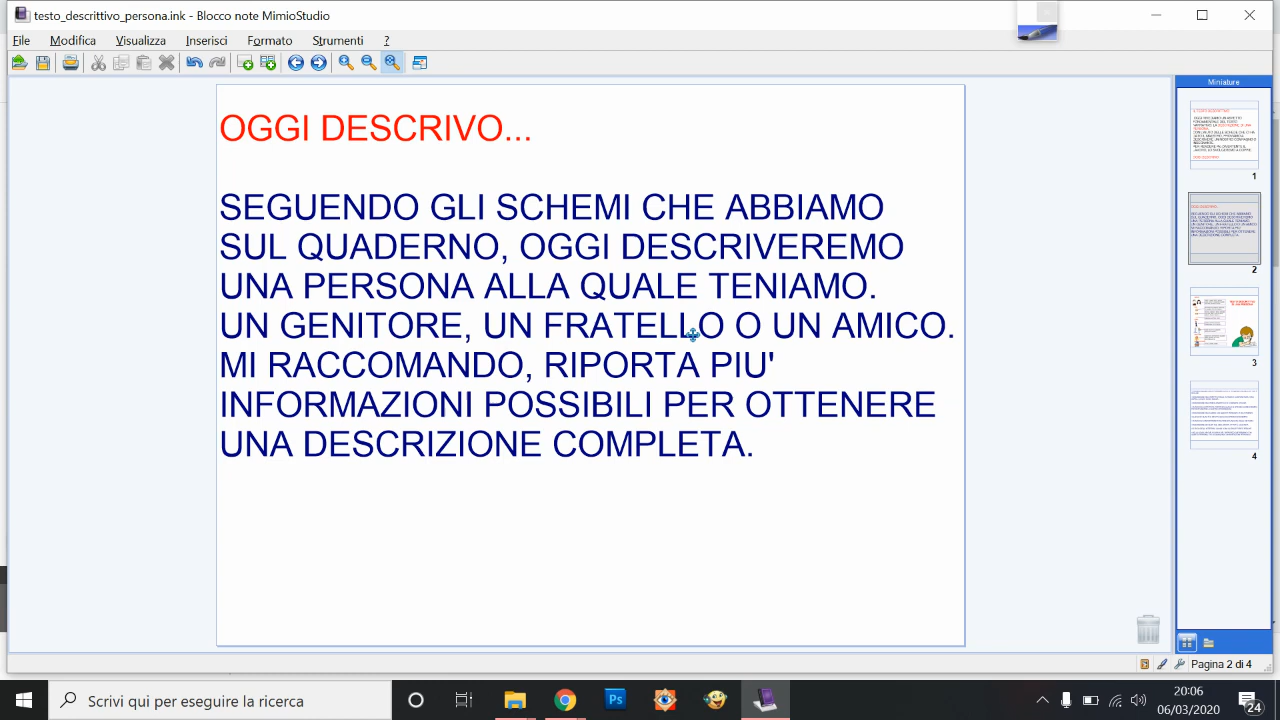 testo_descrittivo_persona.ink - Blocco note MimioStudio
File Modifica Visualizza Inserisci Formato Strumenti ?
OGGI DESCRIVO...
SEGUENDO GLI SCHEMI CHE ABBIAMO
SUL QUADERNO, OGGI DESCRIVEREMO
UNA PERSONA ALLA QUALE TENIAMO.
UN GENITORE, UN FRATELLO O UN AMICO.
MI RACCOMANDO, RIPORTA PIU'
INFORMAZIONI POSSIBILI PER OTTENERE
UNA DESCRIZIONE COMPLETA.
Miniature
1
2
3
4
Pagina 2 di 4
Scrivi qui per eseguire la ricerca
Ps
20:06
06/03/2020
24